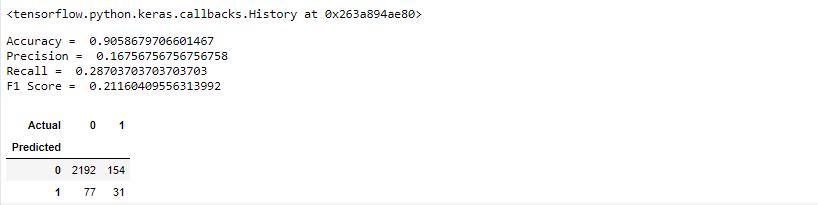 <tensorflow.python.keras.callbacks.History at 0x263a894ae80>
Accuracy =  0.9058679706601467
Precision =  0.16756756756756758
Recall =  0.28703703703703703
F1 Score =  0.21160409556313992
Actual 0 1
Predicted
0 2192 154
1 77 31